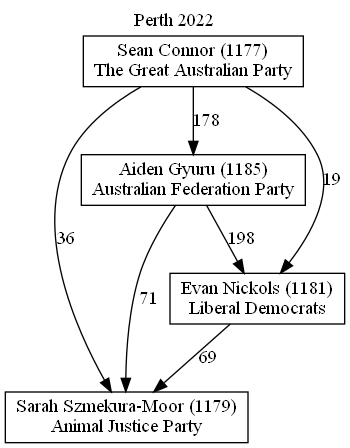 Perth 2022
Sean Connor (1177)
The Great Australian Party
178
Aiden Gyuru (1185)
Australian Federation Party
19
36
198
Evan Nickols (1181)
Liberal Democrats
71
69
Sarah Szmekura-Moor (1179)
Animal Justice Party